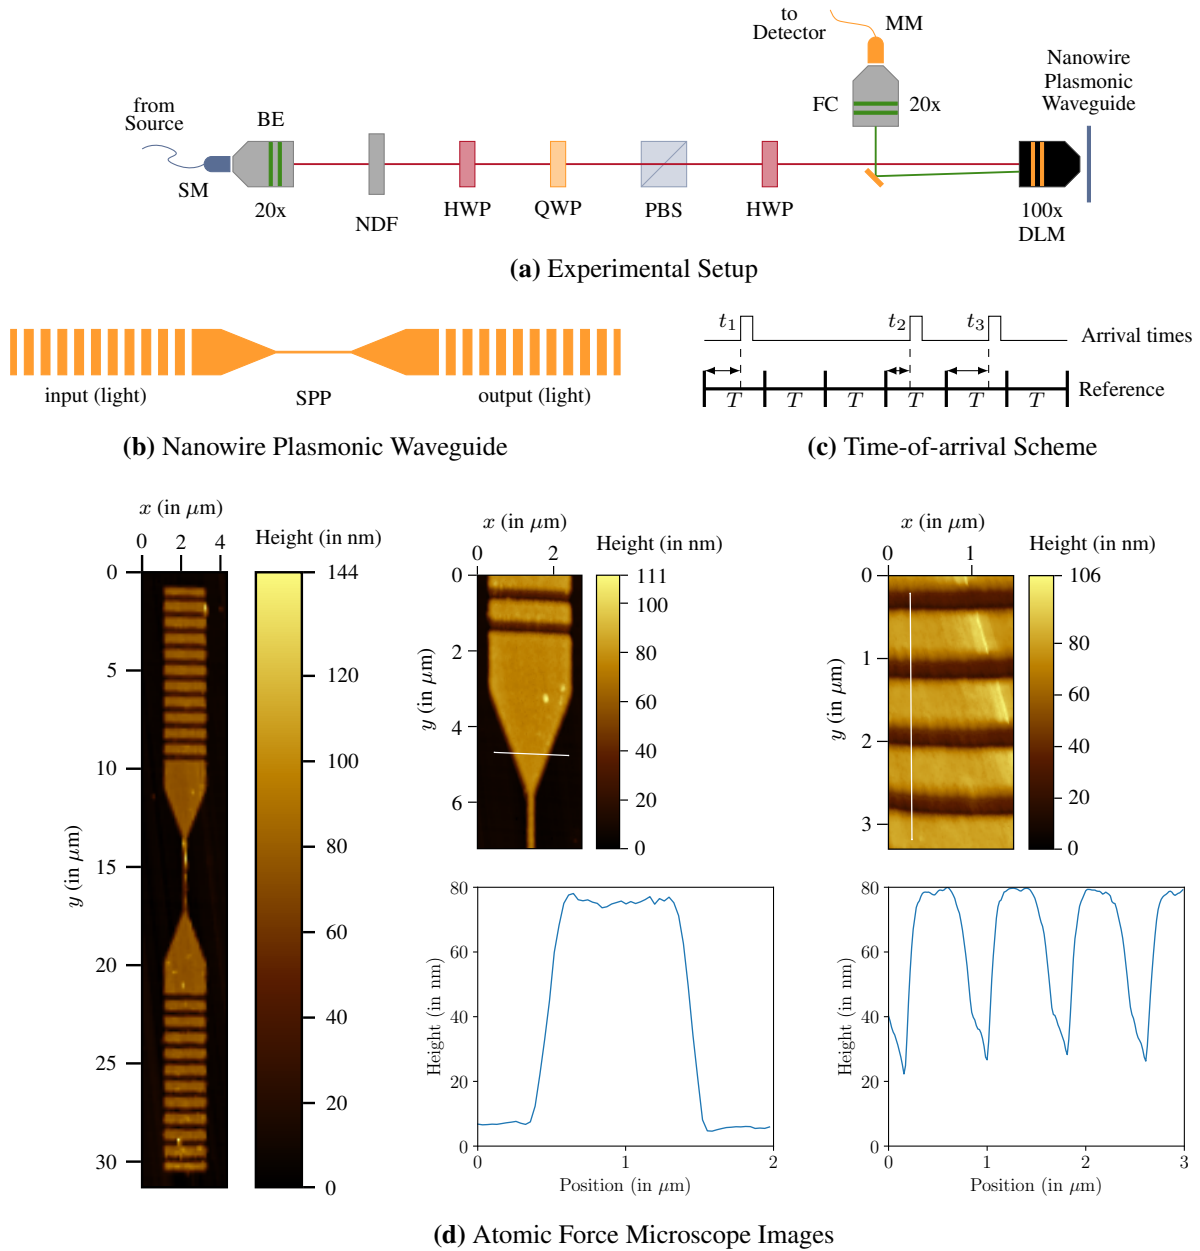 to
Detector
MM
Nanowire
Plasmonic
Waveguide
from
Source
BE
FC
20x
SM
20x
NDF
HWP
QWP
PBS
HWP
100x
DLM
(a) Experimental Setup
input (light)
SPP
output (light)
(b) Nanowire Plasmonic Waveguide
t₁
t₂
t₃
Arrival times
T
T
T
T
T
T
Reference
(c) Time-of-arrival Scheme
x (in μm)
0 2 4
y (in μm)
0
5
10
15
20
25
30
Height (in nm)
144
120
100
80
60
40
20
0
x (in μm)
0 2
y (in μm)
0
2
4
6
Height (in nm)
111
100
80
60
40
20
0
x (in μm)
1
y (in μm)
0
1
2
3
Height (in nm)
106
80
60
40
20
0
Height (in nm)
80
60
40
20
0
0 1 2
Position (in μm)
Height (in nm)
80
60
40
20
0
0 1 2 3
Position (in μm)
(d) Atomic Force Microscope Images